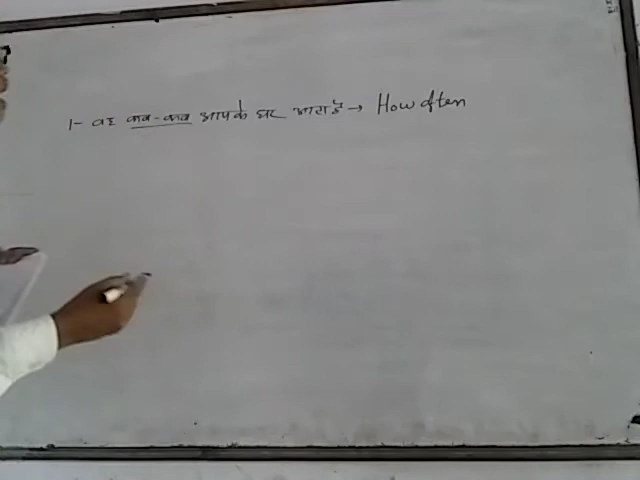 1- वह कब-कब आपके घर आता है → How often